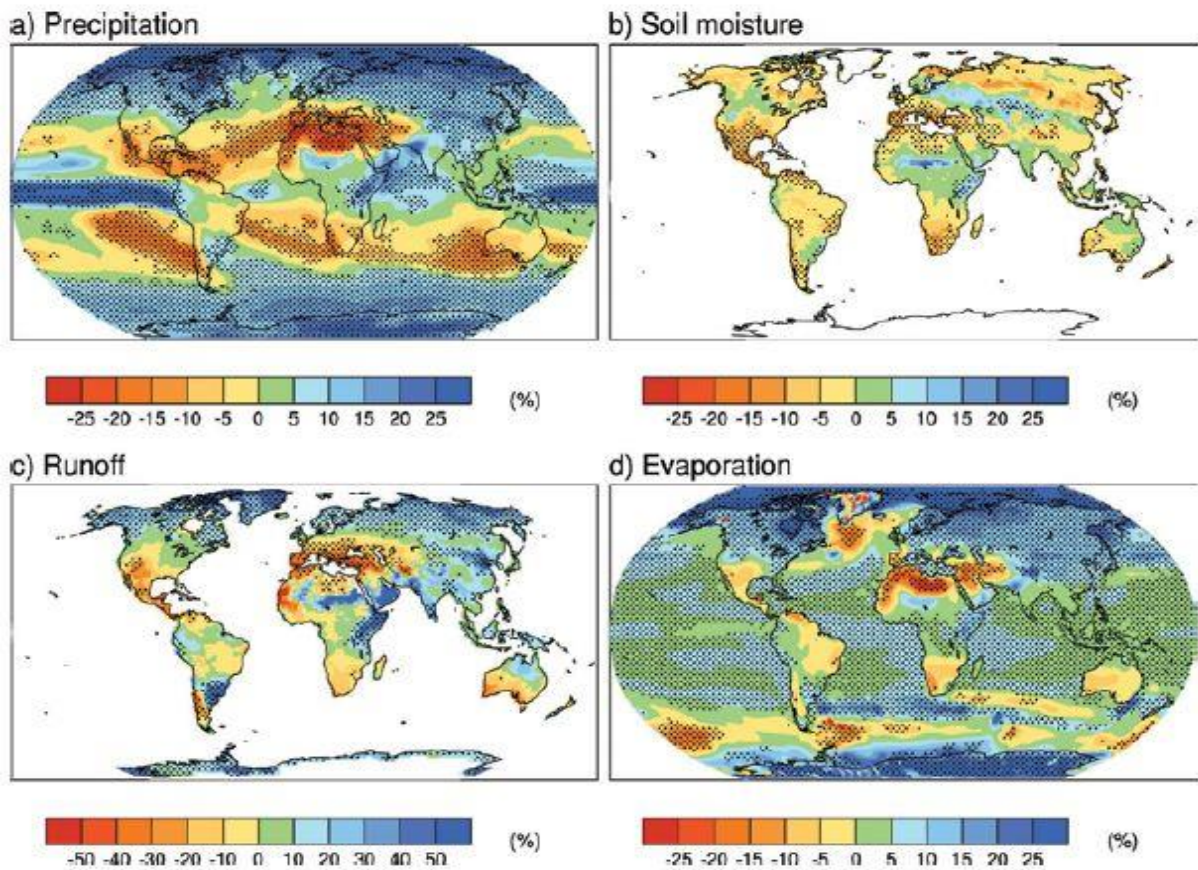 a) Precipitation
b) Soil moisture
-25 -20 -15 -10 -5 0 5 10 15 20 25 (%)
-25 -20 -15 -10 -5 0 5 10 15 20 25 (%)
c) Runoff
d) Evaporation
-50 -40 -30 -20 -10 0 10 20 30 40 50 (%)
-25 -20 -15 -10 -5 0 5 10 15 20 25 (%)